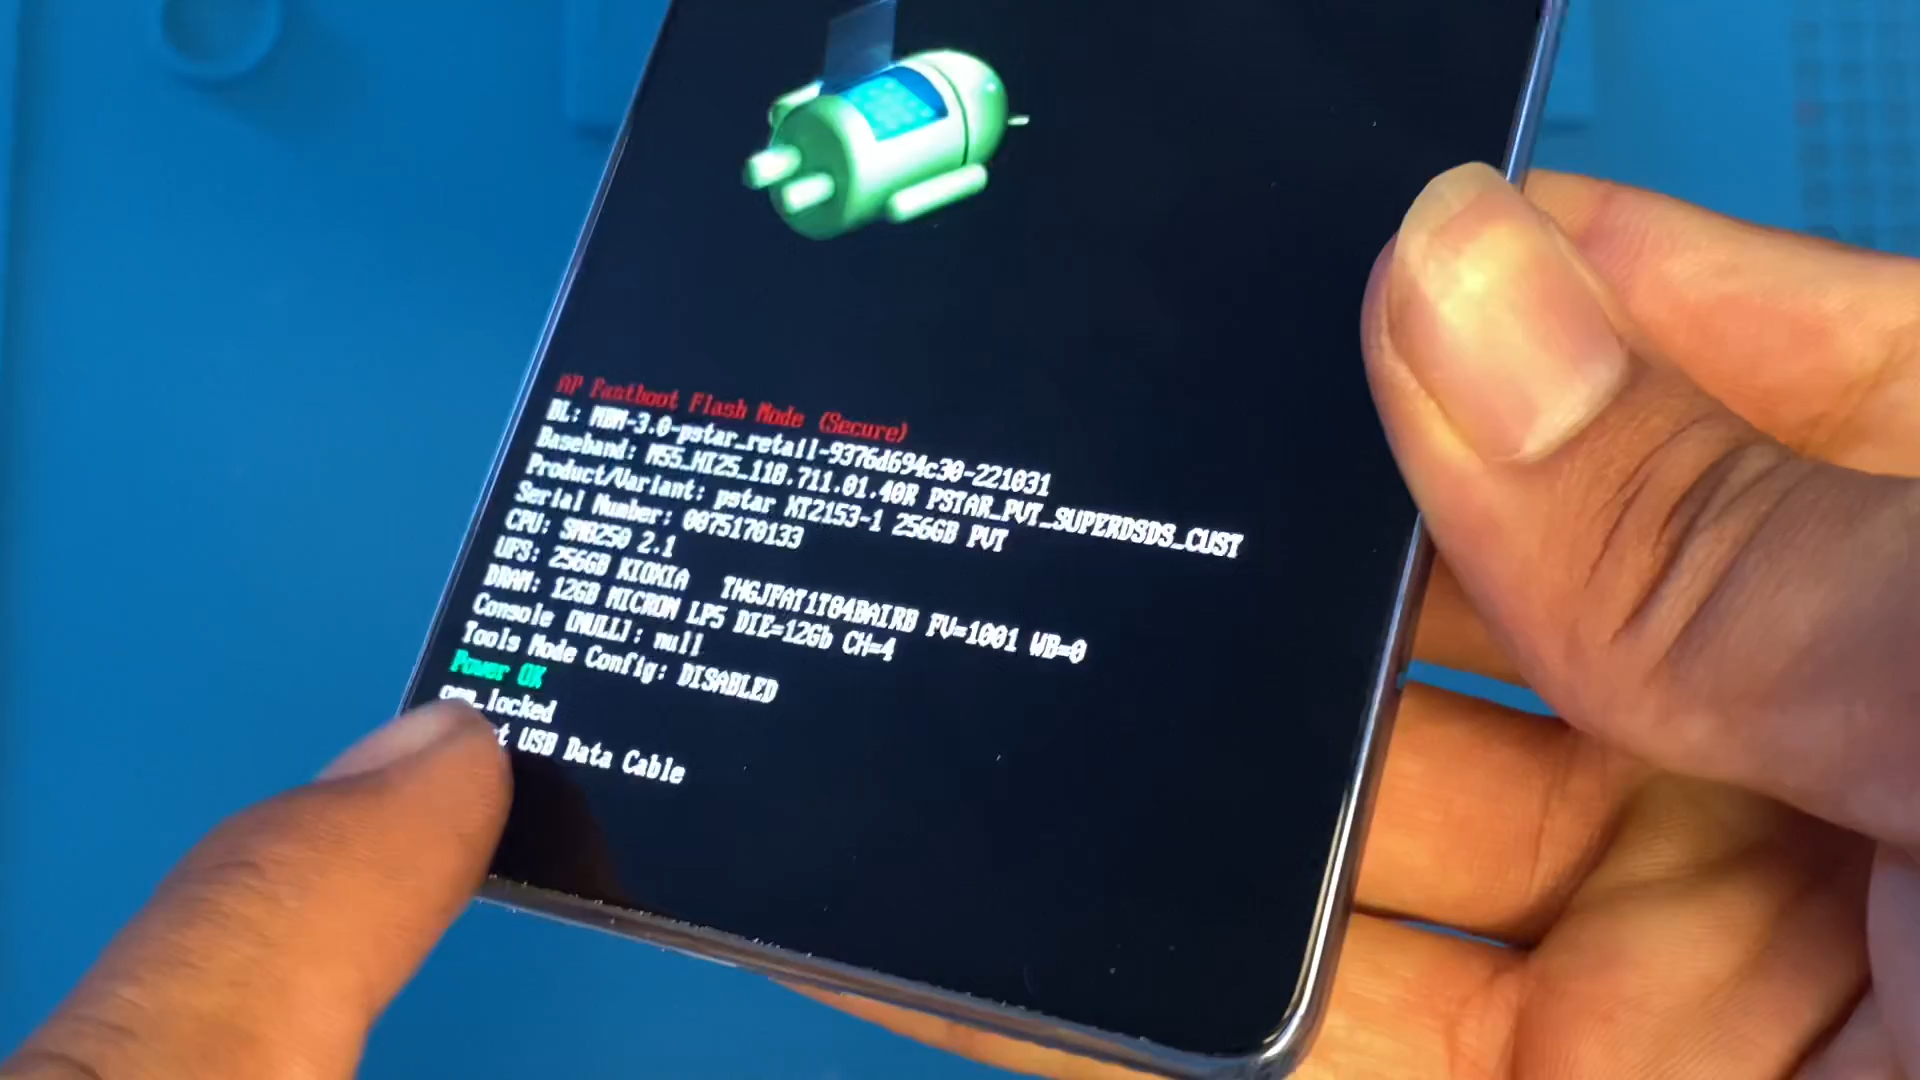 AP Fastboot Flash Mode (Secure)
BL: MBM-3.0-pstar_retail-9376d694c30-221031
Baseband: M55_HI25_118.711.01.40R PSTAR_PVT_SUPERDSDS_CUST
Product/Variant: pstar XT2153-1 256GB PVT
Serial Number: 0075170133
CPU: SM8250 2.1
UFS: 256GB KIOXIA THGJFAT1T84BAIRB FV=1001 WB=0
DRAM: 12GB MICRON LP5 DIE=12Gb CH=4
Console [NULL]: null
Tools Mode Config: DISABLED
Power OK
oem_locked
USB Data Cable